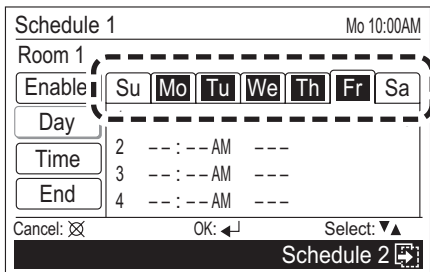 Schedule 1 Mo 10:00AM
Room 1
Enable Su Mo Tu We Th Fr Sa
Day
Time 2 --:--AM ---
3 --:--AM ---
End 4 --:--AM ---
Cancel: OK: Select: ▼▲
Schedule 2